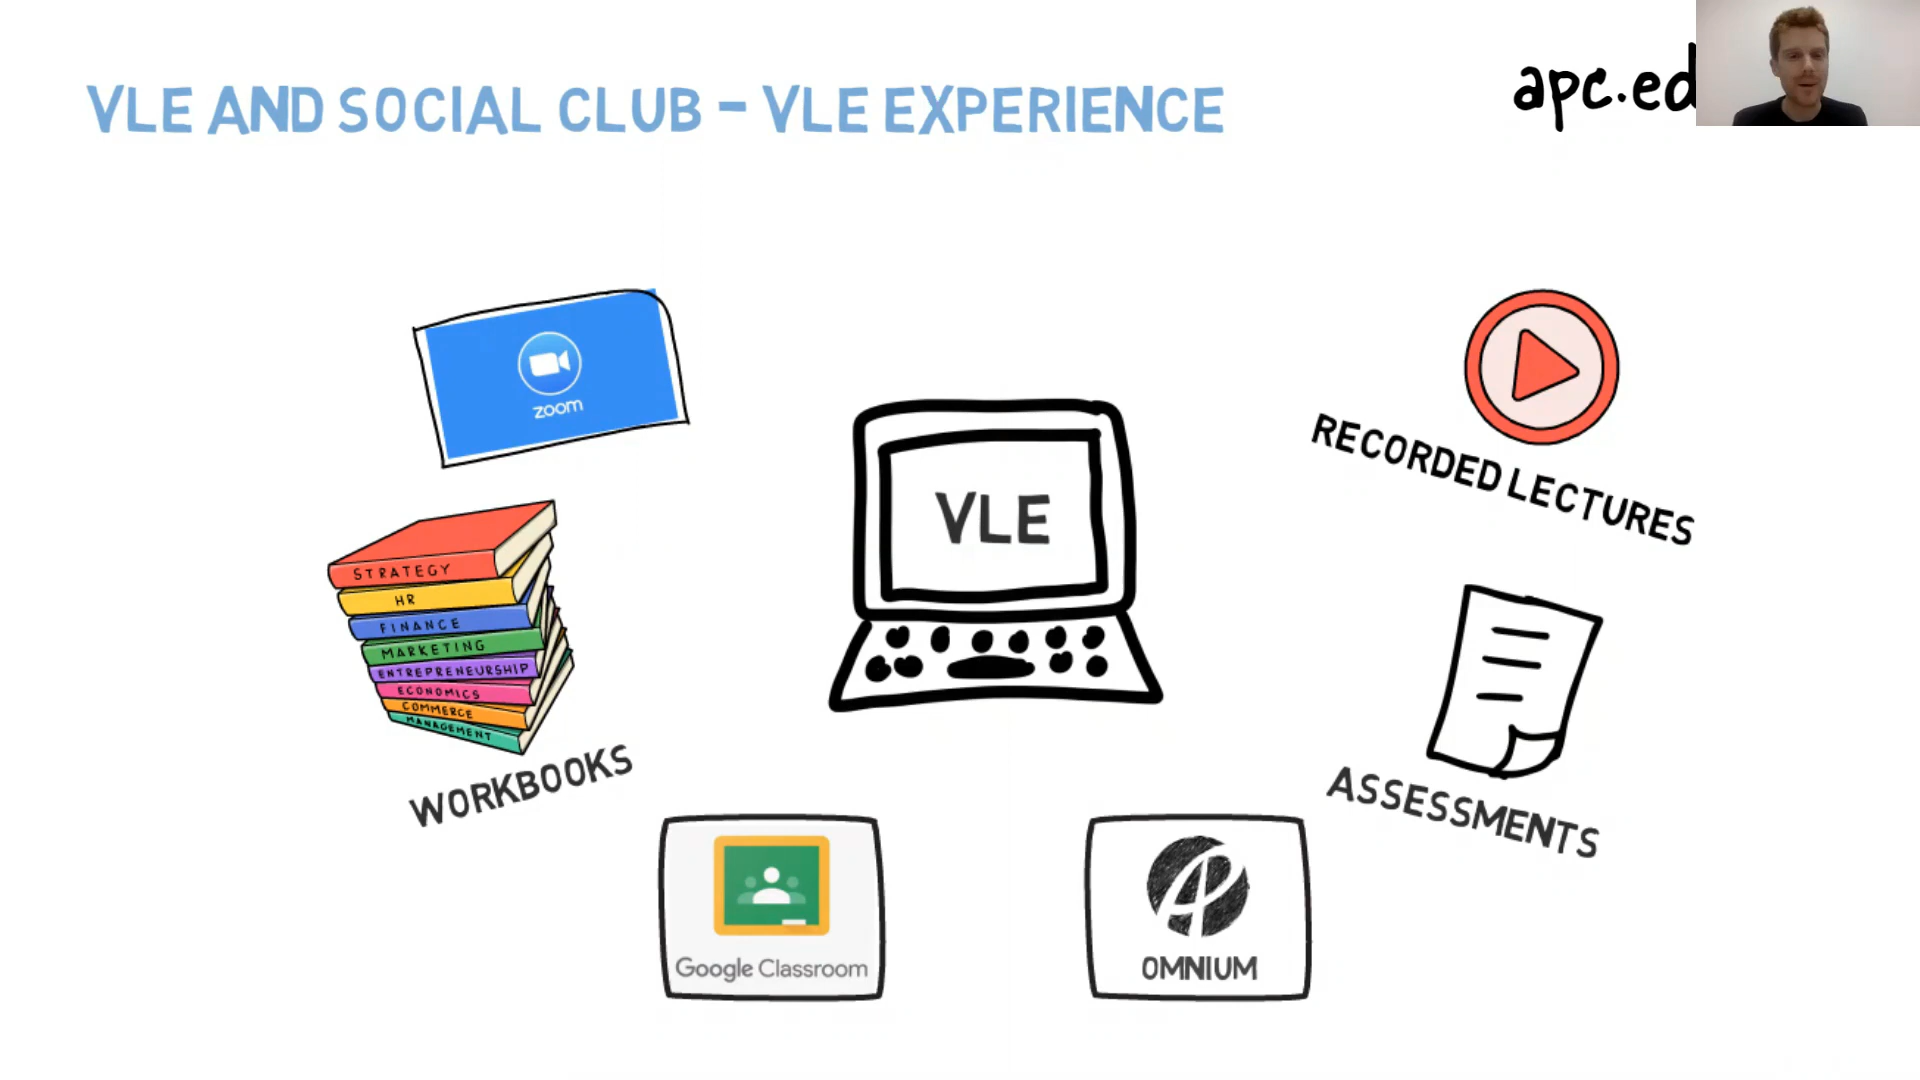 VLE AND SOCIAL CLUB - VLE EXPERIENCE
apc.ed
zoom
RECORDED LECTURES
VLE
STRATEGY
HR
FINANCE
MARKETING
ENTREPRENEURSHIP
ECONOMICS
COMMERCE
MANAGEMENT
WORKBOOKS
ASSESSMENTS
Google Classroom
OMNIUM